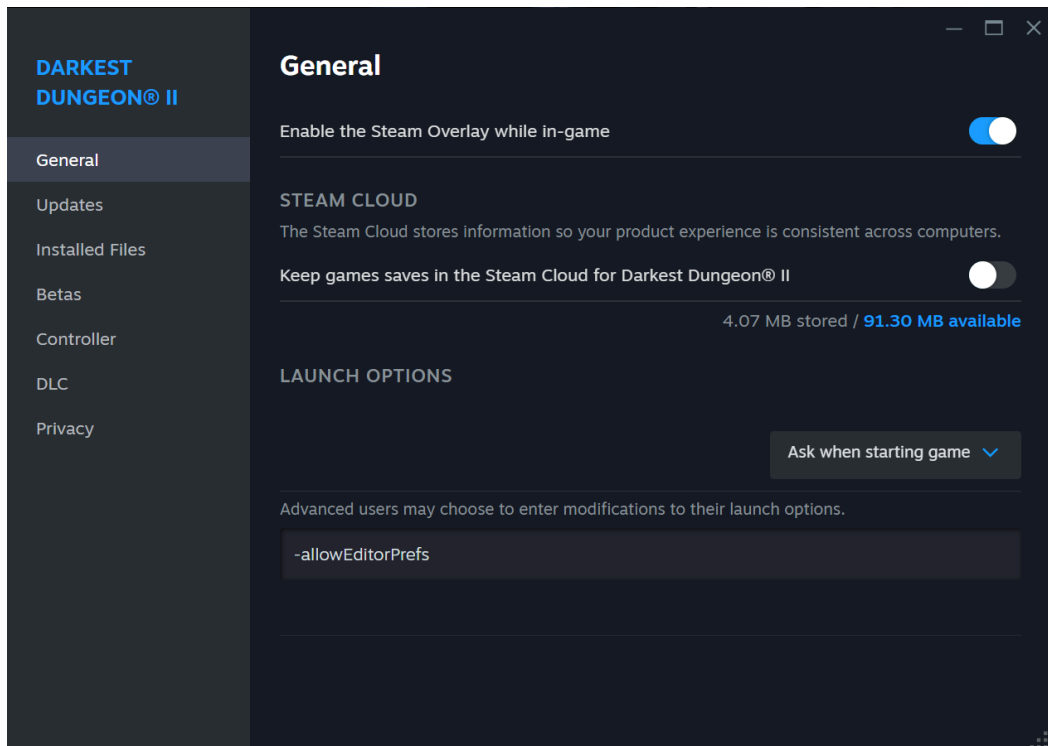 DARKEST
DUNGEON® II
General
Updates
Installed Files
Betas
Controller
DLC
Privacy
General
Enable the Steam Overlay while in-game
STEAM CLOUD
The Steam Cloud stores information so your product experience is consistent across computers.
Keep games saves in the Steam Cloud for Darkest Dungeon® II
4.07 MB stored / 91.30 MB available
LAUNCH OPTIONS
Ask when starting game
Advanced users may choose to enter modifications to their launch options.
-allowEditorPrefs